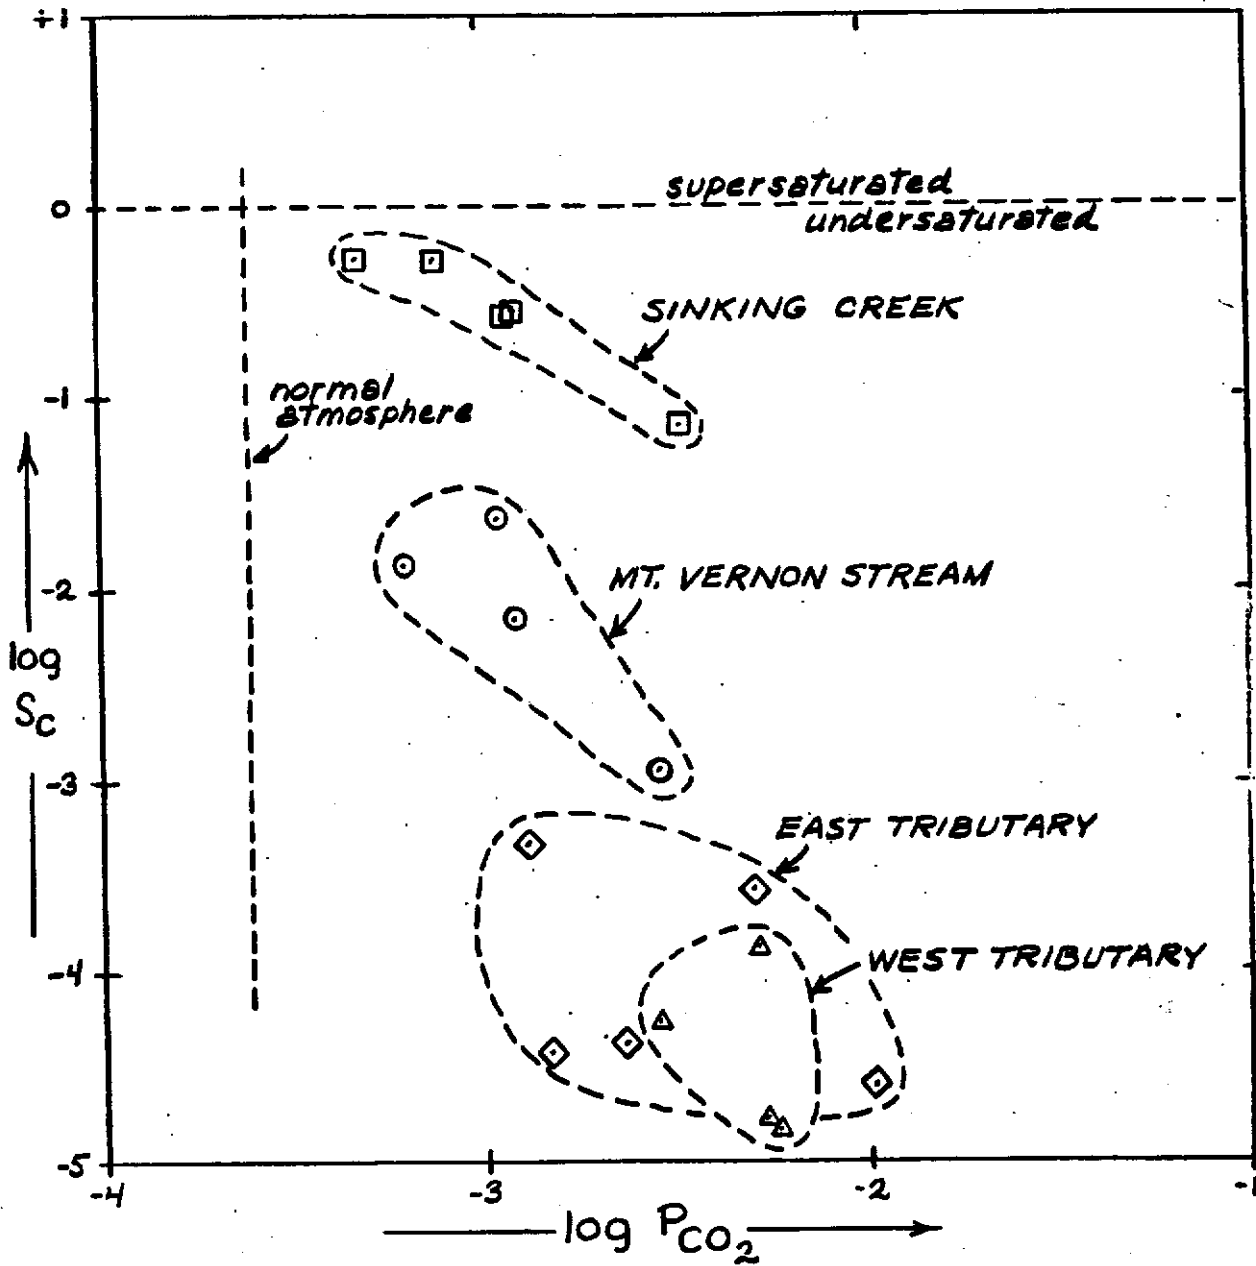 +1
supersaturated
0
undersaturated
SINKING CREEK
normal
atmosphere
-1
MT. VERNON STREAM
-2
log
Sc
-3
EAST TRIBUTARY
WEST TRIBUTARY
-4
-5
-4
-3
-2
-1
log PCO2